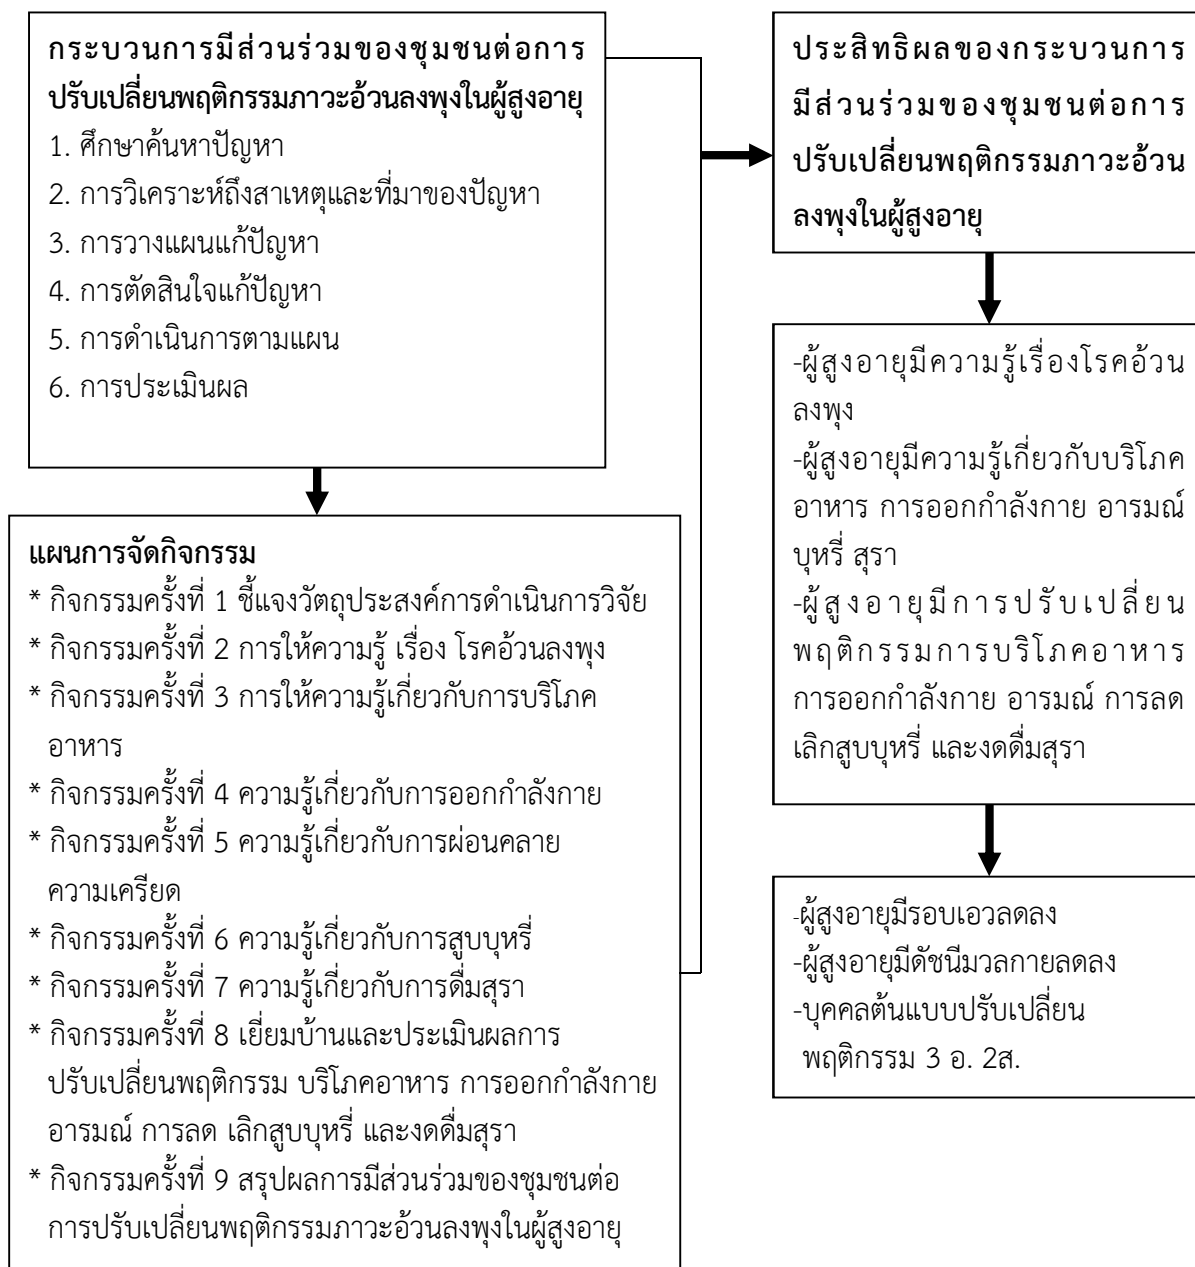 กระบวนการมีส่วนร่วมของชุมชนต่อการ
ปรับเปลี่ยนพฤติกรรมภาวะอ้วนลงพุงในผู้สูงอายุ
1. ศึกษาค้นหาปัญหา
2. การวิเคราะห์ถึงสาเหตุและที่มาของปัญหา
3. การวางแผนแก้ปัญหา
4. การตัดสินใจแก้ปัญหา
5. การดำเนินการตามแผน
6. การประเมินผล
แผนการจัดกิจกรรม
* กิจกรรมครั้งที่ 1 ชี้แจงวัตถุประสงค์การดำเนินการวิจัย
* กิจกรรมครั้งที่ 2 การให้ความรู้ เรื่อง โรคอ้วนลงพุง
* กิจกรรมครั้งที่ 3 การให้ความรู้เกี่ยวกับการบริโภค
อาหาร
* กิจกรรมครั้งที่ 4 ความรู้เกี่ยวกับการออกกำลังกาย
* กิจกรรมครั้งที่ 5 ความรู้เกี่ยวกับการผ่อนคลาย
ความเครียด
* กิจกรรมครั้งที่ 6 ความรู้เกี่ยวกับการสูบบุหรี่
* กิจกรรมครั้งที่ 7 ความรู้เกี่ยวกับการดื่มสุรา
* กิจกรรมครั้งที่ 8 เยี่ยมบ้านและประเมินผลการ
ปรับเปลี่ยนพฤติกรรม บริโภคอาหาร การออกกำลังกาย
อารมณ์ การลด เลิกสูบบุหรี่ และงดดื่มสุรา
* กิจกรรมครั้งที่ 9 สรุปผลการมีส่วนร่วมของชุมชนต่อ
การปรับเปลี่ยนพฤติกรรมภาวะอ้วนลงพุงในผู้สูงอายุ
ประสิทธิผลของกระบวนการ
มีส่วนร่วมของชุมชนต่อการ
ปรับเปลี่ยนพฤติกรรมภาวะอ้วน
ลงพุงในผู้สูงอายุ
-ผู้สูงอายุมีความรู้เรื่องโรคอ้วน
ลงพุง
-ผู้สูงอายุมีความรู้เกี่ยวกับบริโภค
อาหาร การออกกำลังกาย อารมณ์
บุหรี่ สุรา
-ผู้สูงอายุมีการปรับเปลี่ยน
พฤติกรรมการบริโภคอาหาร
การออกกำลังกาย อารมณ์ การลด
เลิกสูบบุหรี่ และงดดื่มสุรา
-ผู้สูงอายุมีรอบเอวลดลง
-ผู้สูงอายุมีดัชนีมวลกายลดลง
-บุคคลต้นแบบปรับเปลี่ยน
พฤติกรรม 3 อ. 2ส.